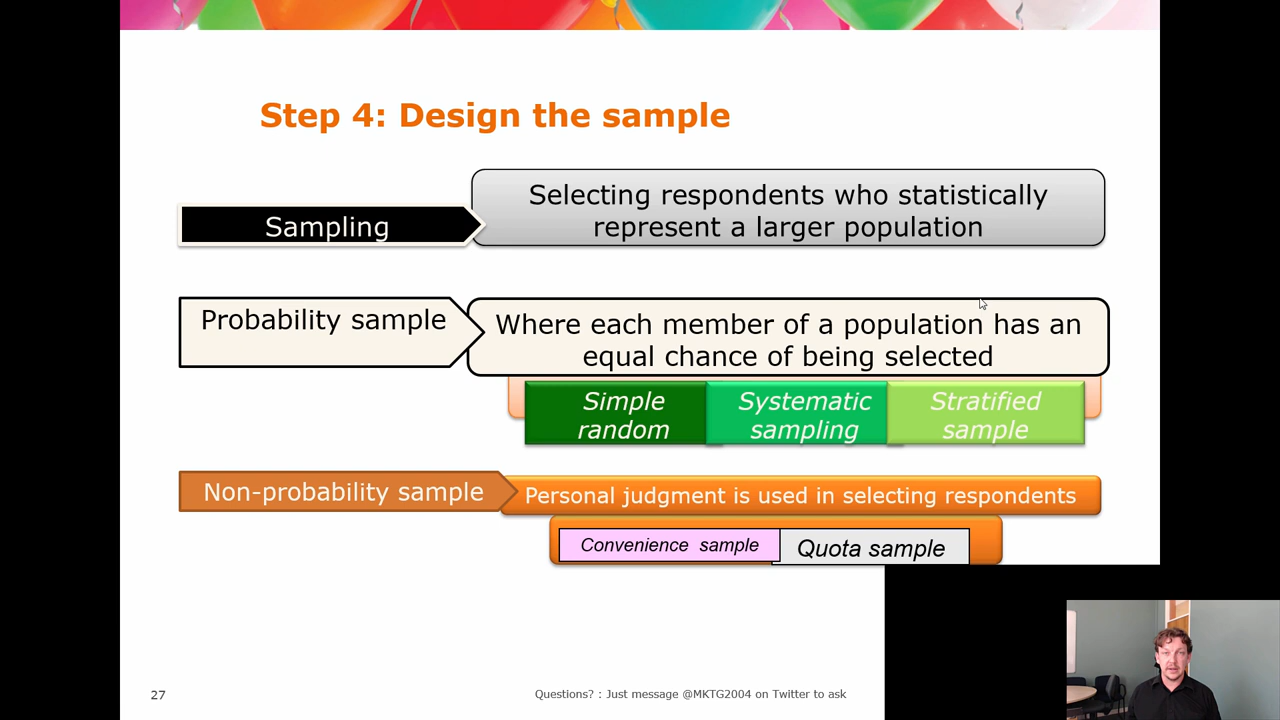 Step 4: Design the sample
Sampling
Selecting respondents who statistically
represent a larger population
Probability sample
Where each member of a population has an
equal chance of being selected
Simple
random
Systematic
sampling
Stratified
sample
Non-probability sample
Personal judgment is used in selecting respondents
Convenience sample
Quota sample
27
Questions? : Just message @MKTG2004 on Twitter to ask